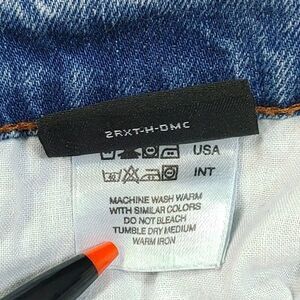 2RXT-H-DMC
USA
INT
MACHINE WASH WARM
WITH SIMILAR COLORS
DO NOT BLEACH
TUMBLE DRY MEDIUM
WARM IRON